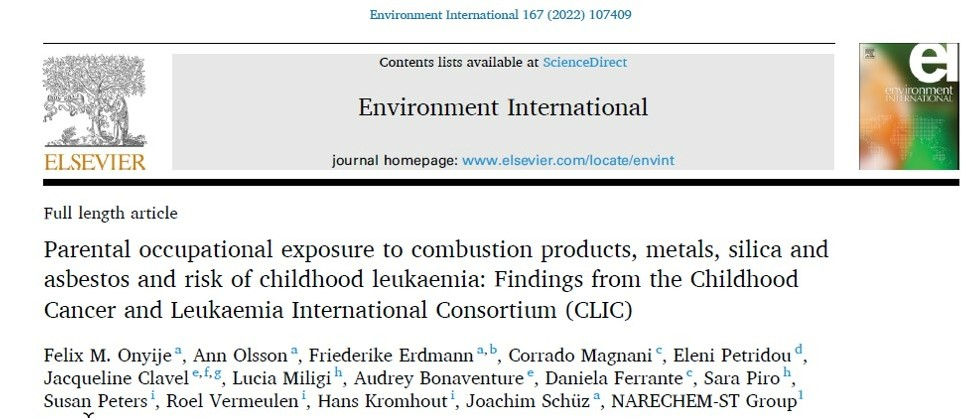 Environment International 167 (2022) 107409
Contents lists available at ScienceDirect
Environment International
journal homepage: www.elsevier.com/locate/envint
ELSEVIER
ei
environment
INTERNATIONAL
Full length article
Parental occupational exposure to combustion products, metals, silica and
asbestos and risk of childhood leukaemia: Findings from the Childhood
Cancer and Leukaemia International Consortium (CLIC)
Felix M. Onyije a, Ann Olsson a, Friederike Erdmann a,b, Corrado Magnani c, Eleni Petridou d,
Jacqueline Clavel e,f,g, Lucia Miligi h, Audrey Bonaventure e, Daniela Ferrante c, Sara Piro h,
Susan Peters i, Roel Vermeulen i, Hans Kromhout i, Joachim Schüz a, NARECHEM-ST Group 1